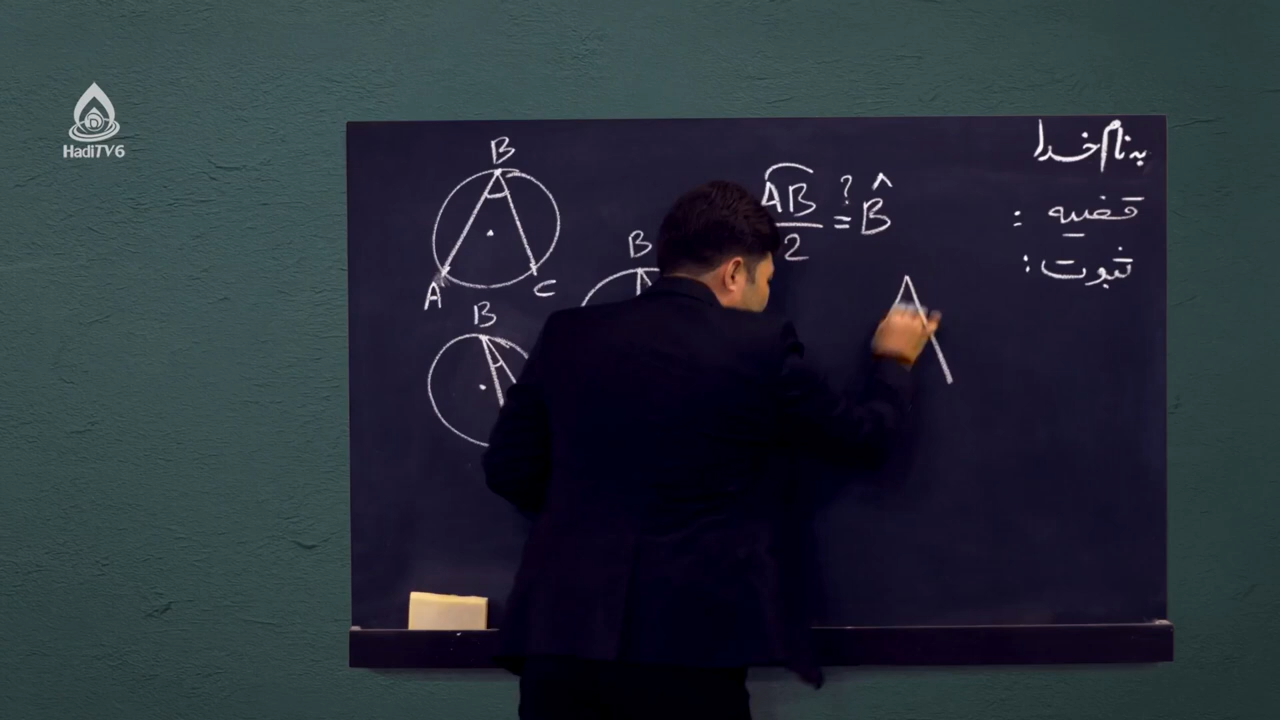 HadiTV6
به نام خدا
قضیه :
ثبوت :
B
A C
B
B
AB/2 ?= B̂